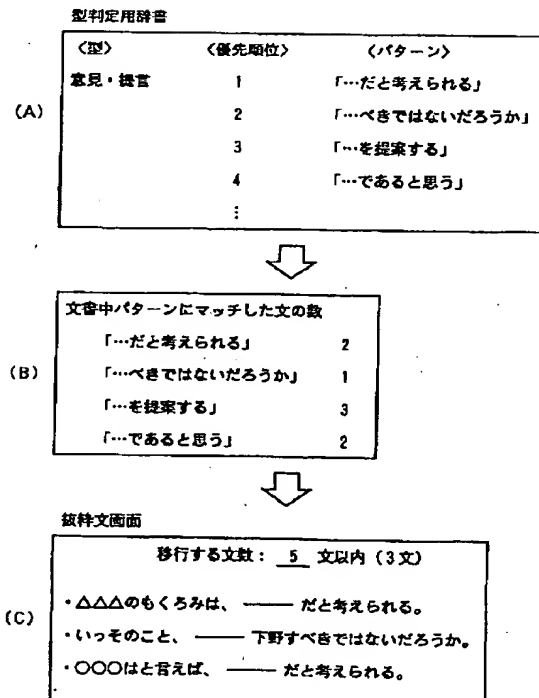 型判定用辞書
〈型〉 〈優先順位〉 〈パターン〉
意見・提言 1 「…だと考えられる」
(A) 2 「…べきではないだろうか」
3 「…を提案する」
4 「…であると思う」
⋮
文書中パターンにマッチした文の数
「…だと考えられる」 2
(B) 「…べきではないだろうか」 1
「…を提案する」 3
「…であると思う」 2
抜粋文画面
移行する文数： 5 文以内 (3文)
・△△△のもくろみは、 ―― だと考えられる。
(C) ・いっそのこと、 ―― 下野すべきではないだろうか。
・〇〇〇はと言えば、 ―― だと考えられる。